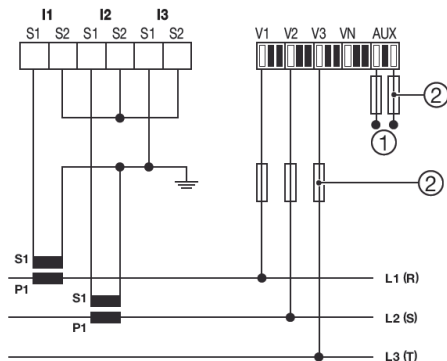 I1 I2 I3
S1 S2 S1 S2 S1 S2
V1 V2 V3 VN AUX
2
1
2
S1
P1
L1 (R)
S1
P1
L2 (S)
L3 (T)